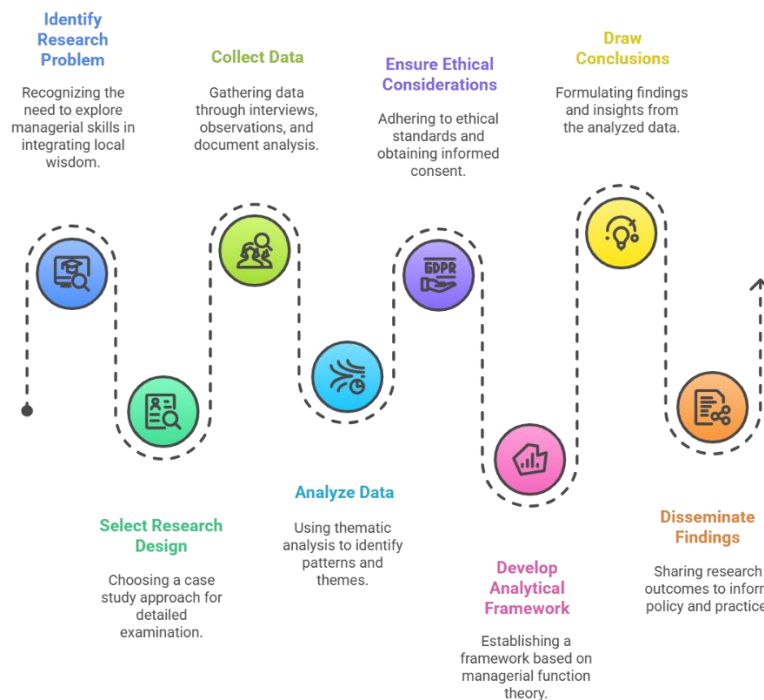 Identify
Research
Problem
Recognizing the
need to explore
managerial skills in
integrating local
wisdom.
Select Research
Design
Choosing a case
study approach for
detailed
examination.
Collect Data
Gathering data
through interviews,
observations, and
document analysis.
Analyze Data
Using thematic
analysis to identify
patterns and
themes.
Ensure Ethical
Considerations
Adhering to ethical
standards and
obtaining informed
consent.
GDPR
Develop
Analytical
Framework
Establishing a
framework based on
managerial function
theory.
Draw
Conclusions
Formulating findings
and insights from
the analyzed data.
Disseminate
Findings
Sharing research
outcomes to inform
policy and practice